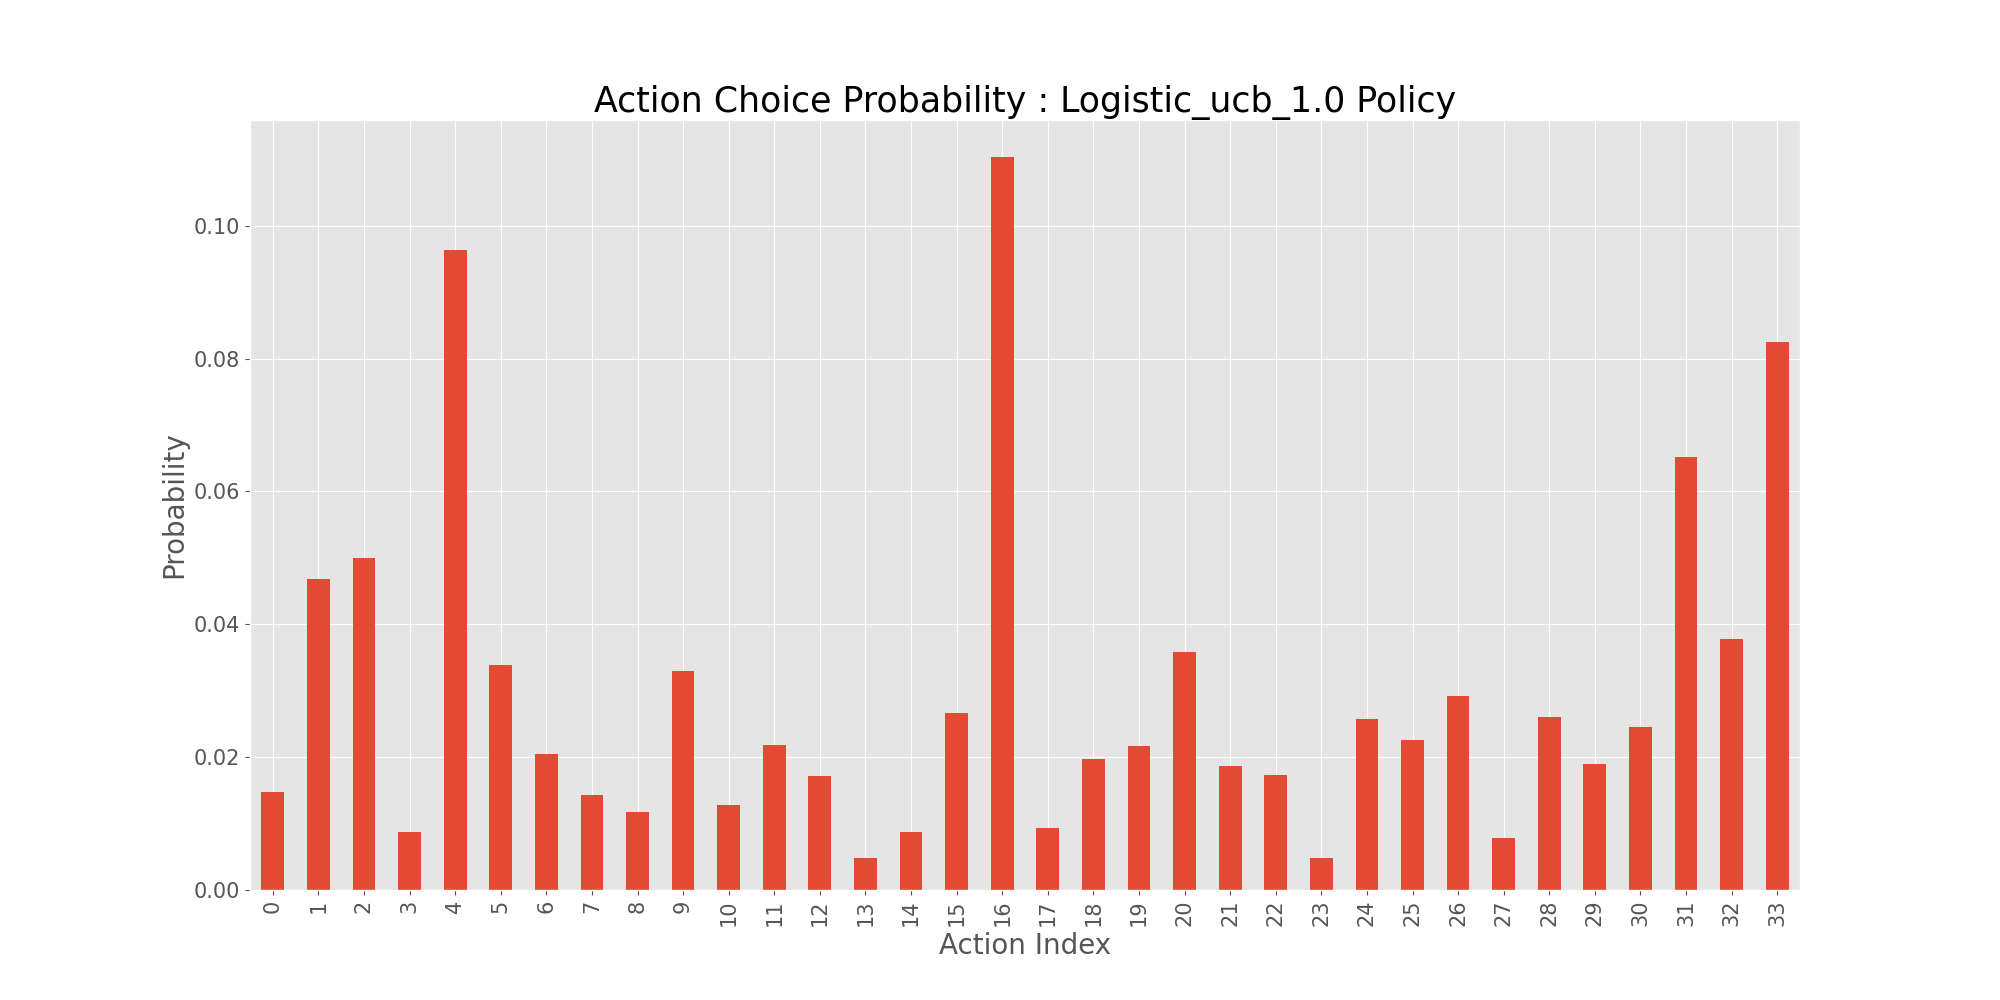 Action Choice Probability : Logistic_ucb_1.0 Policy
Probability
0.10
0.08
0.06
0.04
0.02
0.00
0 1 2 3 4 5 6 7 8 9 10 11 12 13 14 15 16 17 18 19 20 21 22 23 24 25 26 27 28 29 30 31 32 33
Action Index